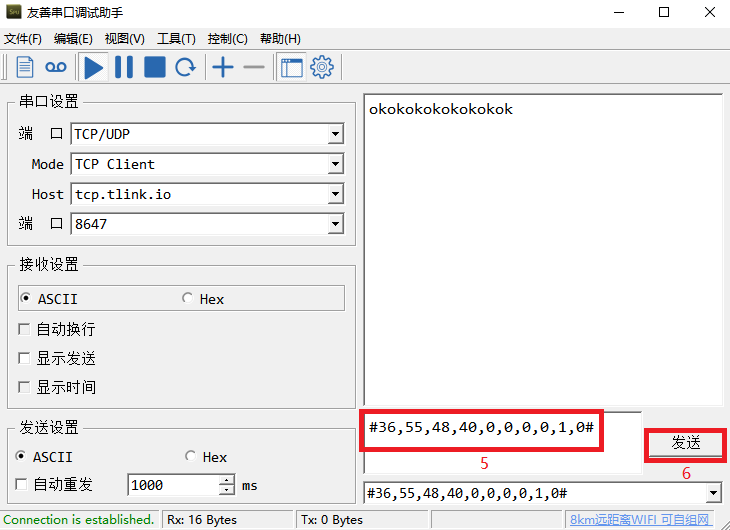 友善串口调试助手
文件(F) 编辑(E) 视图(V) 工具(T) 控制(C) 帮助(H)
串口设置
端 口 TCP/UDP
Mode TCP Client
Host tcp.tlink.io
端 口 8647
接收设置
ASCII Hex
自动换行
显示发送
显示时间
发送设置
ASCII Hex
自动重发 1000 ms
okokokokokokokok
#36,55,48,40,0,0,0,0,1,0#
5
发送
6
#36,55,48,40,0,0,0,0,1,0#
Connection is established. Rx: 16 Bytes Tx: 0 Bytes 8km远距离WIFI 可自组网